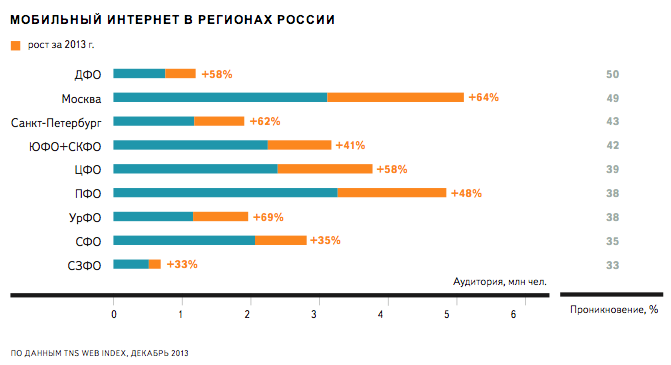 МОБИЛЬНЫЙ ИНТЕРНЕТ В РЕГИОНАХ РОССИИ
рост за 2013 г.
ДФО +58% 50
Москва +64% 49
Санкт-Петербург +62% 43
ЮФО+СКФО +41% 42
ЦФО +58% 39
ПФО +48% 38
УрФО +69% 38
СФО +35% 35
СЗФО +33% 33
Аудитория, млн чел.
0 1 2 3 4 5 6 Проникновение, %
ПО ДАННЫМ TNS WEB INDEX, ДЕКАБРЬ 2013